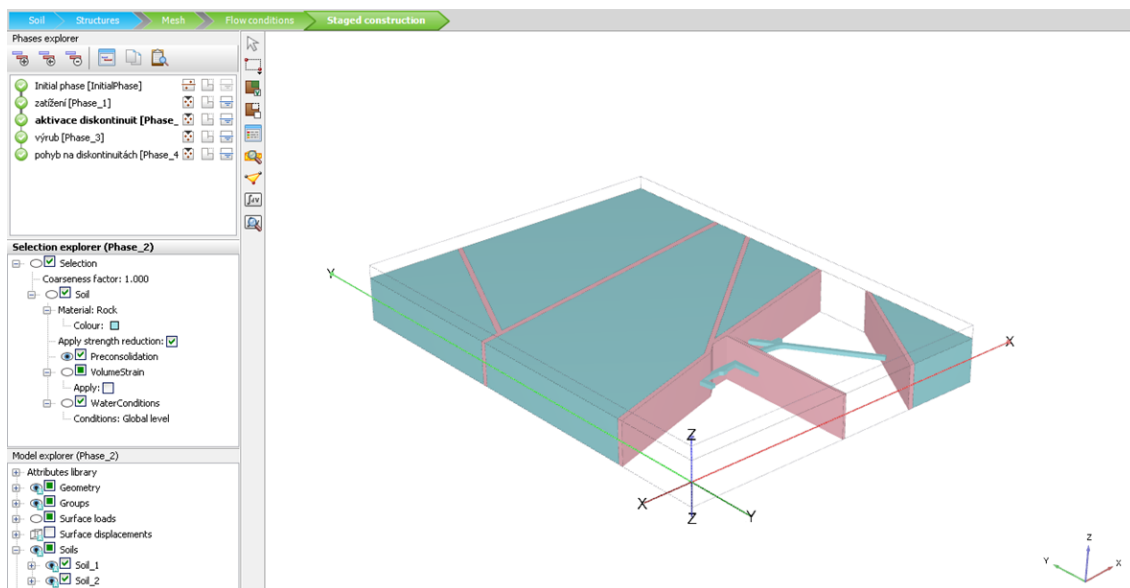 Soil Structures Mesh Flow conditions Staged construction
Phases explorer
Initial phase [InitialPhase]
zatížení [Phase_1]
aktivace diskontinuit [Phase_
výrub [Phase_3]
pohyb na diskontinuitách [Phase_4
Selection explorer (Phase_2)
Selection
Coarseness factor: 1.000
Soil
Material: Rock
Colour:
Apply strength reduction:
Preconsolidation
VolumeStrain
Apply:
WaterConditions
Conditions: Global level
Model explorer (Phase_2)
Attributes library
Geometry
Groups
Surface loads
Surface displacements
Soils
Soil_1
Soil_2
Y
X
Z
X
Z
Y
Z
Y
X